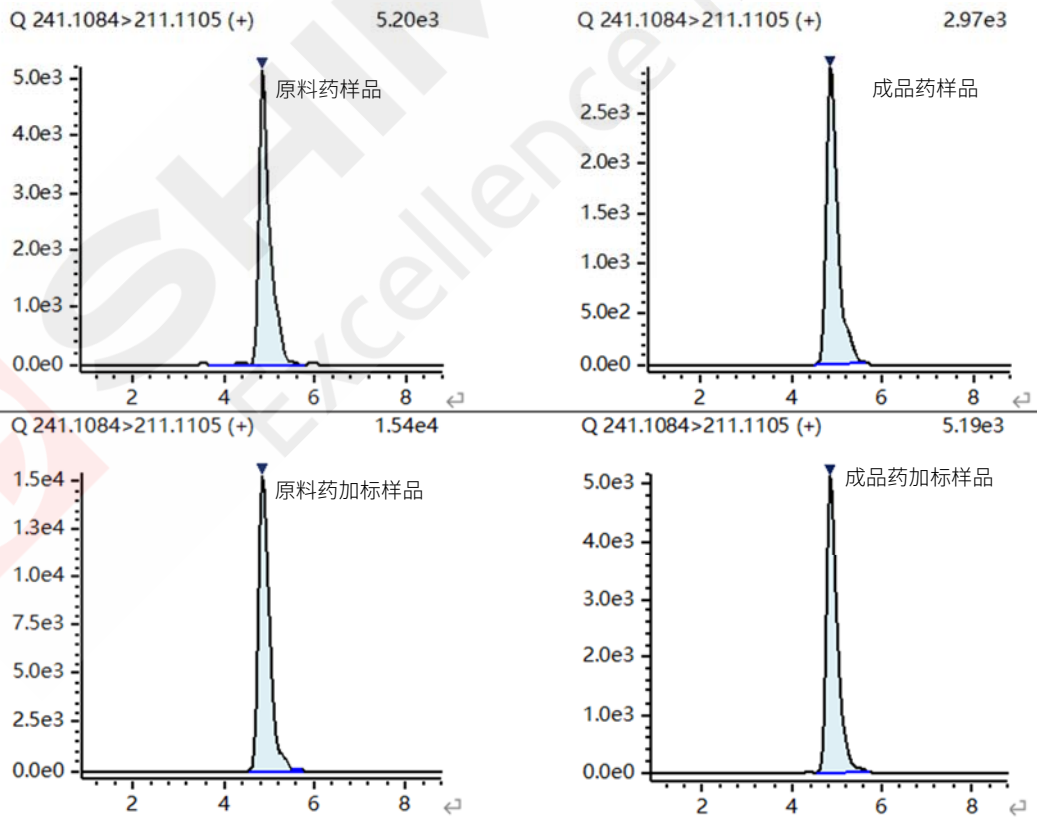 Q 241.1084>211.1105 (+) 5.20e3
原料药样品
5.0e3
4.0e3
3.0e3
2.0e3
1.0e3
0.0e0
2 4 6 8
Q 241.1084>211.1105 (+) 2.97e3
成品药样品
2.5e3
2.0e3
1.5e3
1.0e3
5.0e2
0.0e0
2 4 6 8
Q 241.1084>211.1105 (+) 1.54e4
原料药加标样品
1.5e4
1.3e4
1.0e4
7.5e3
5.0e3
2.5e3
0.0e0
2 4 6 8
Q 241.1084>211.1105 (+) 5.19e3
成品药加标样品
5.0e3
4.0e3
3.0e3
2.0e3
1.0e3
0.0e0
2 4 6 8
Excellence